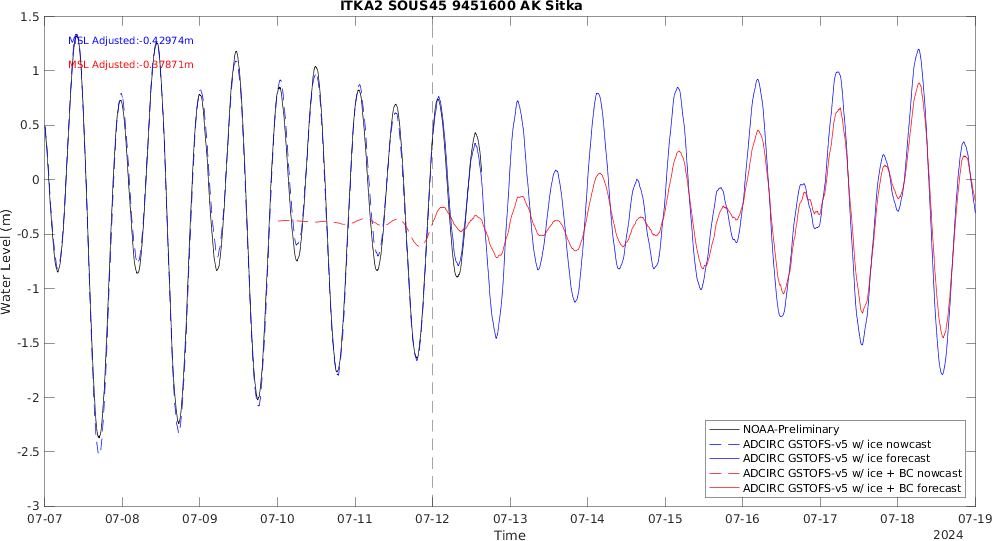 ITKA2 SOUS45 9451600 AK Sitka
MSL Adjusted:-0.42974m
MSL Adjusted:-0.37871m
Water Level (m)
1.5
1
0.5
0
-0.5
-1
-1.5
-2
-2.5
-3
NOAA-Preliminary
ADCIRC GSTOFS-v5 w/ ice nowcast
ADCIRC GSTOFS-v5 w/ ice forecast
ADCIRC GSTOFS-v5 w/ ice + BC nowcast
ADCIRC GSTOFS-v5 w/ ice + BC forecast
07-07 07-08 07-09 07-10 07-11 07-12 07-13 07-14 07-15 07-16 07-17 07-18 07-19
Time
2024